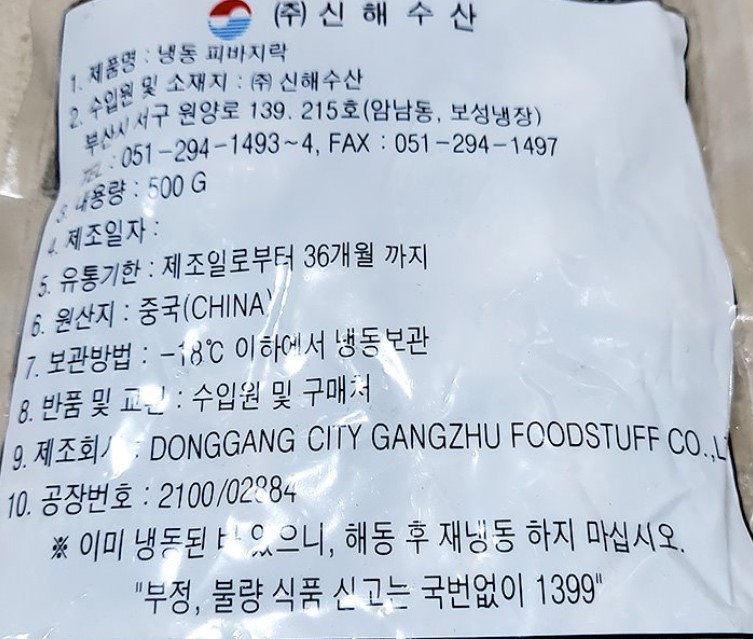 (주) 신 해 수 산
1. 제품명 : 냉동 피바지락
2. 수입원 및 소재지 : (주) 신해수산
부산시 서구 원양로 139. 215호(암남동, 보성냉장)
TEL : 051-294-1493~4, FAX : 051-294-1497
3. 내용량 : 500 G
4. 제조일자 :
5. 유통기한 : 제조일로부터 36개월 까지
6. 원산지 : 중국(CHINA)
7. 보관방법 : -18℃ 이하에서 냉동보관
8. 반품 및 교환 : 수입원 및 구매처
9. 제조회사 : DONGGANG CITY GANGZHU FOODSTUFF CO.,L
10. 공장번호 : 2100/02884
※ 이미 냉동된 바 있으니, 해동 후 재냉동 하지 마십시오.
"부정, 불량 식품 신고는 국번없이 1399"